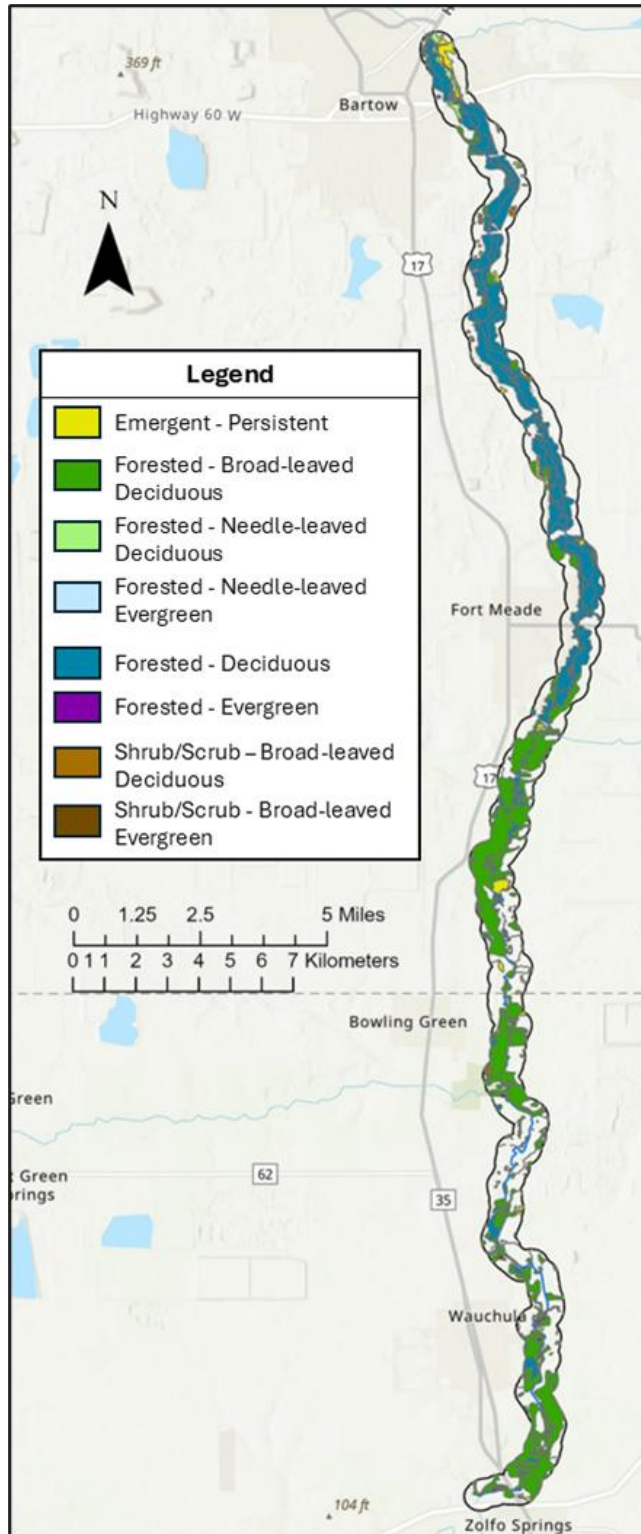 369 ft
Bartow
Highway 60 W
N
17
Legend
Emergent - Persistent
Forested - Broad-leaved
Deciduous
Forested - Needle-leaved
Deciduous
Forested - Needle-leaved
Evergreen
Forested - Deciduous
Forested - Evergreen
Shrub/Scrub – Broad-leaved
Deciduous
Shrub/Scrub - Broad-leaved
Evergreen
Fort Meade
17
0 1.25 2.5 5 Miles
0 1 1 2 3 4 5 6 7 Kilometers
Bowling Green
Green
Green
62
35
Wauchula
104 ft
Zolfo Springs